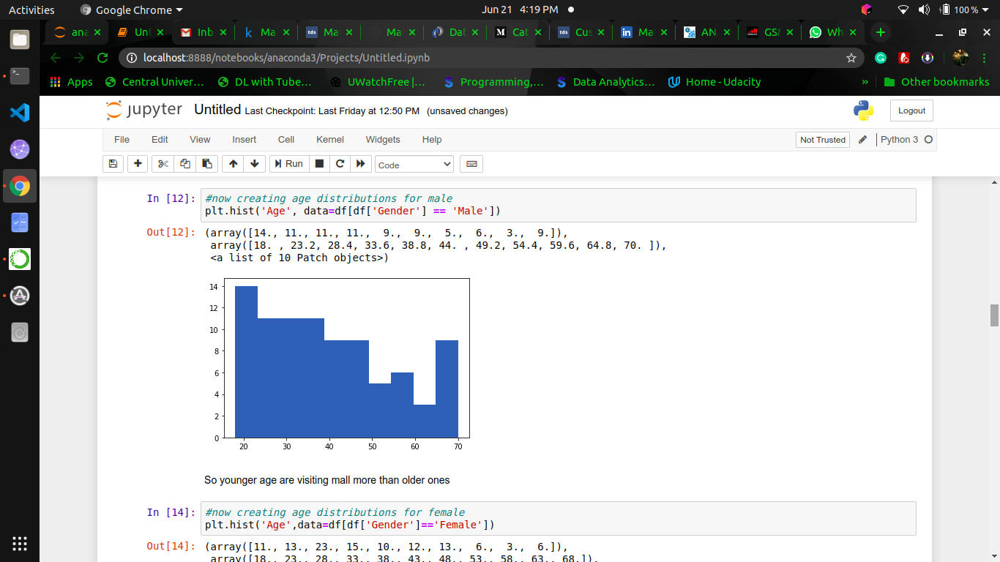 Activities Google Chrome Jun 21 4:19 PM 100 %
ana Unt Inb Ma Ma Ma Dat Cat Cus Ma AN. GSI Wh
localhost:8888/notebooks/anaconda3/Projects/Untitled.ipynb
Apps Central Univer… DL with Tube… UWatchFree |… Programming,… Data Analytics… Home - Udacity » Other bookmarks
jupyter Untitled Last Checkpoint: Last Friday at 12:50 PM (unsaved changes) Logout
File Edit View Insert Cell Kernel Widgets Help Not Trusted Python 3
Run Code
In [12]: #now creating age distributions for male
plt.hist('Age', data=df[df['Gender'] == 'Male'])
Out[12]: (array([14., 11., 11., 11., 9., 9., 5., 6., 3., 9.]),
array([18. , 23.2, 28.4, 33.6, 38.8, 44. , 49.2, 54.4, 59.6, 64.8, 70. ]),
<a list of 10 Patch objects>)
14
12
10
8
6
4
2
0
20 30 40 50 60 70
So younger age are visiting mall more than older ones
In [14]: #now creating age distributions for female
plt.hist('Age',data=df[df['Gender']=='Female'])
Out[14]: (array([11., 13., 23., 15., 10., 12., 13., 6., 3., 6.]),
array([18., 23., 28., 33., 38., 43., 48., 53., 58., 63., 68.]),